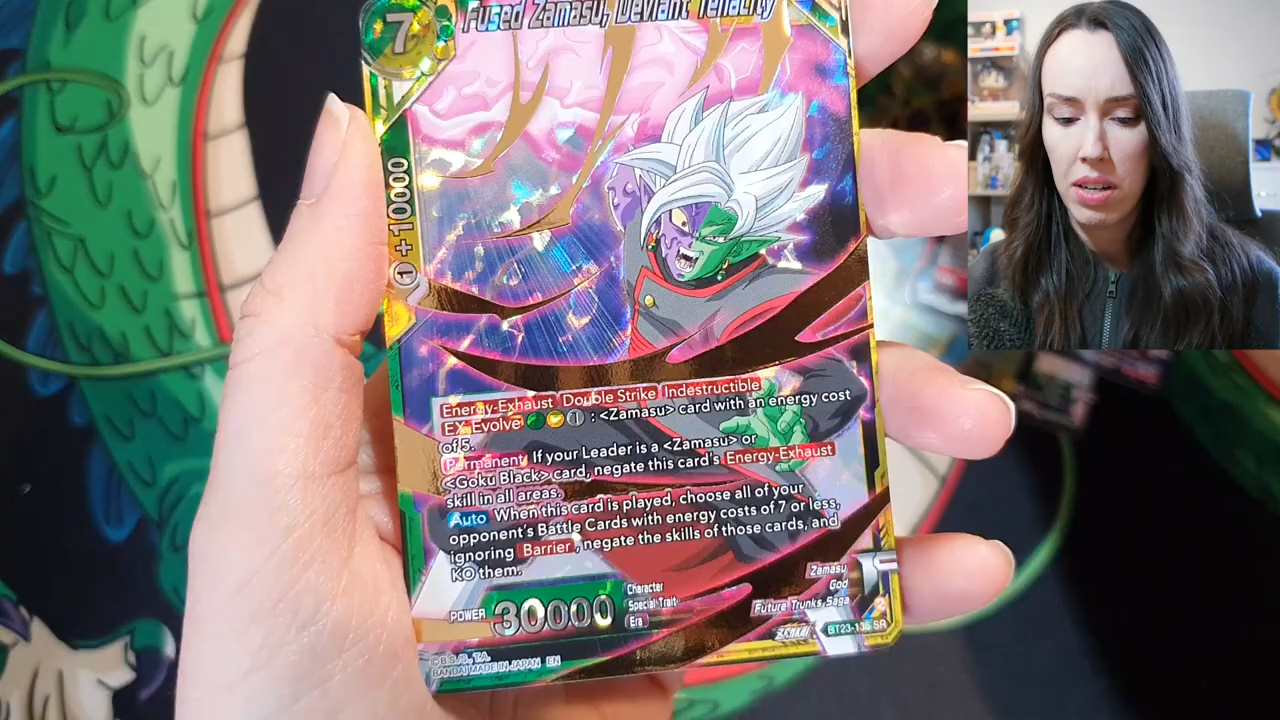 7
Fused Zamasu, Deviant Tenacity
1 +10000
Energy-Exhaust Double Strike Indestructible
EX-Evolve 1 : <Zamasu> card with an energy cost
of 5.
Permanent If your Leader is a <Zamasu> or
<Goku Black> card, negate this card's Energy-Exhaust
skill in all areas.
Auto When this card is played, choose all of your
opponent's Battle Cards with energy costs of 7 or less,
ignoring Barrier, negate the skills of those cards, and
KO them.
POWER 30000
Character Zamasu
Special Trait God
Era Future Trunks Saga
ZENKAI BT23-136 SR
©B.S./S., T.A.
BANDAI MADE IN JAPAN EN